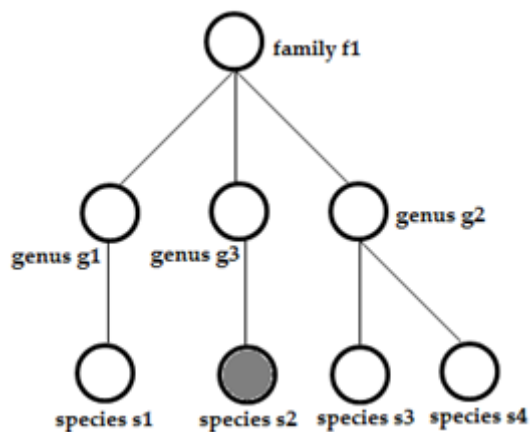 family f1
genus g1
genus g3
genus g2
species s1
species s2
species s3
species s4